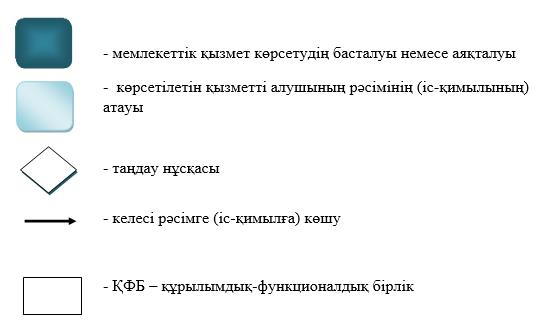 - мемлекеттік қызмет көрсетудің басталуы немесе аяқталуы
- көрсетілетін қызметті алушының рәсімінің (іс-қимылының)
атауы
- таңдау нұсқасы
- келесі рәсімге (іс-қимылға) көшу
- ҚФБ – құрылымдық-функционалдық бірлік